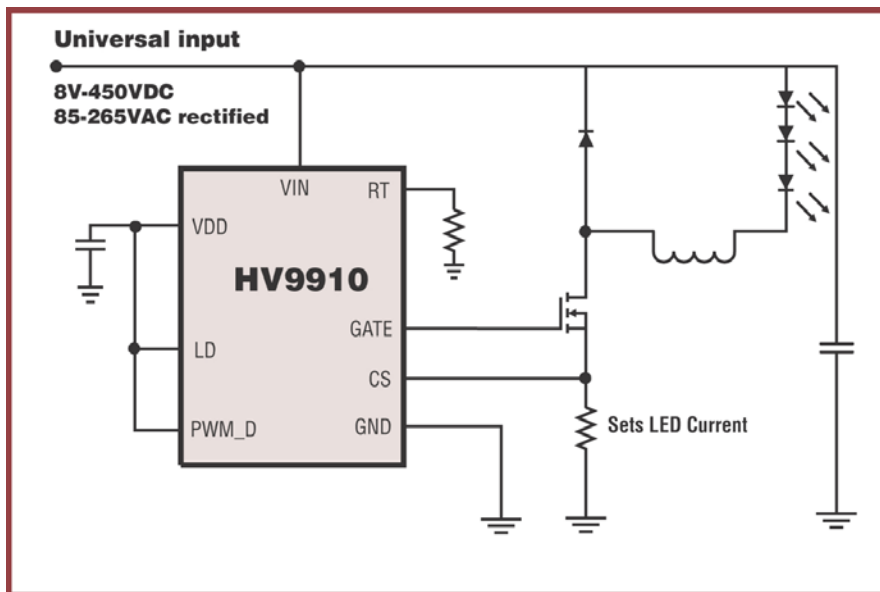 Universal input
8V-450VDC
85-265VAC rectified
VIN
RT
VDD
HV9910
GATE
LD
CS
PWM_D
GND
Sets LED Current